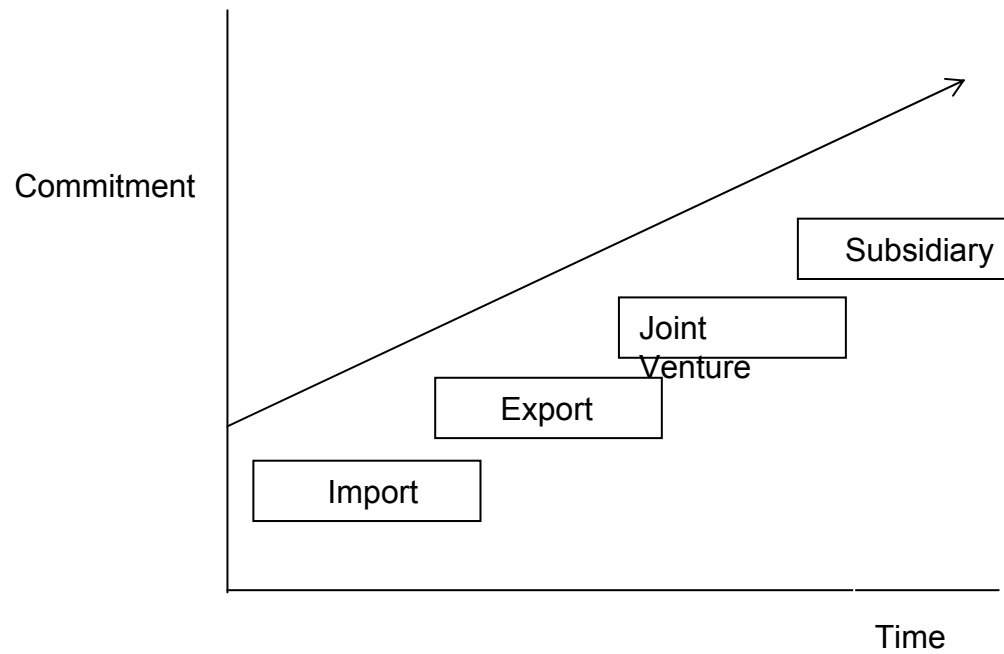 Commitment
Subsidiary
Joint
Venture
Export
Import
Time